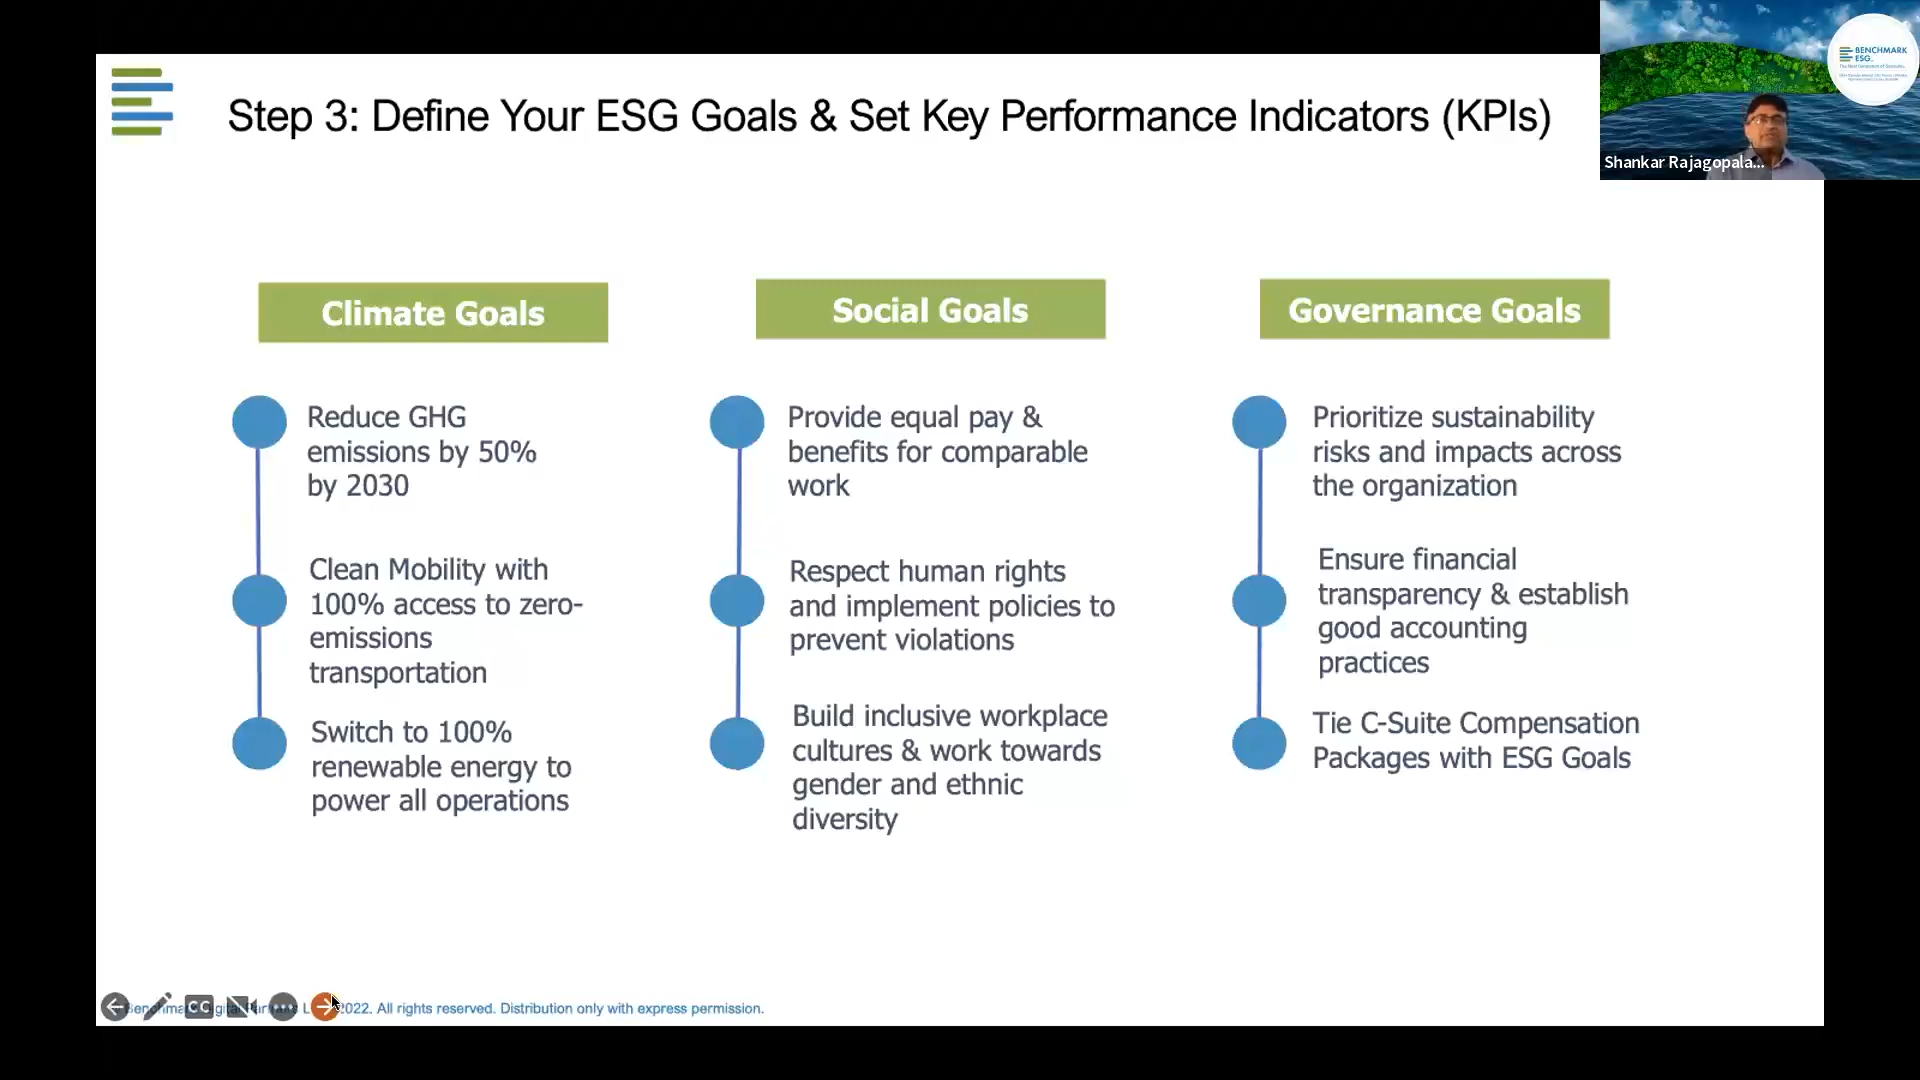 Step 3: Define Your ESG Goals & Set Key Performance Indicators (KPIs)
BENCHMARK
ESG
Shankar Rajagopala...
Climate Goals
Reduce GHG
emissions by 50%
by 2030
Clean Mobility with
100% access to zero-
emissions
transportation
Switch to 100%
renewable energy to
power all operations
Social Goals
Provide equal pay &
benefits for comparable
work
Respect human rights
and implement policies to
prevent violations
Build inclusive workplace
cultures & work towards
gender and ethnic
diversity
Governance Goals
Prioritize sustainability
risks and impacts across
the organization
Ensure financial
transparency & establish
good accounting
practices
Tie C-Suite Compensation
Packages with ESG Goals
CC
2022. All rights reserved. Distribution only with express permission.